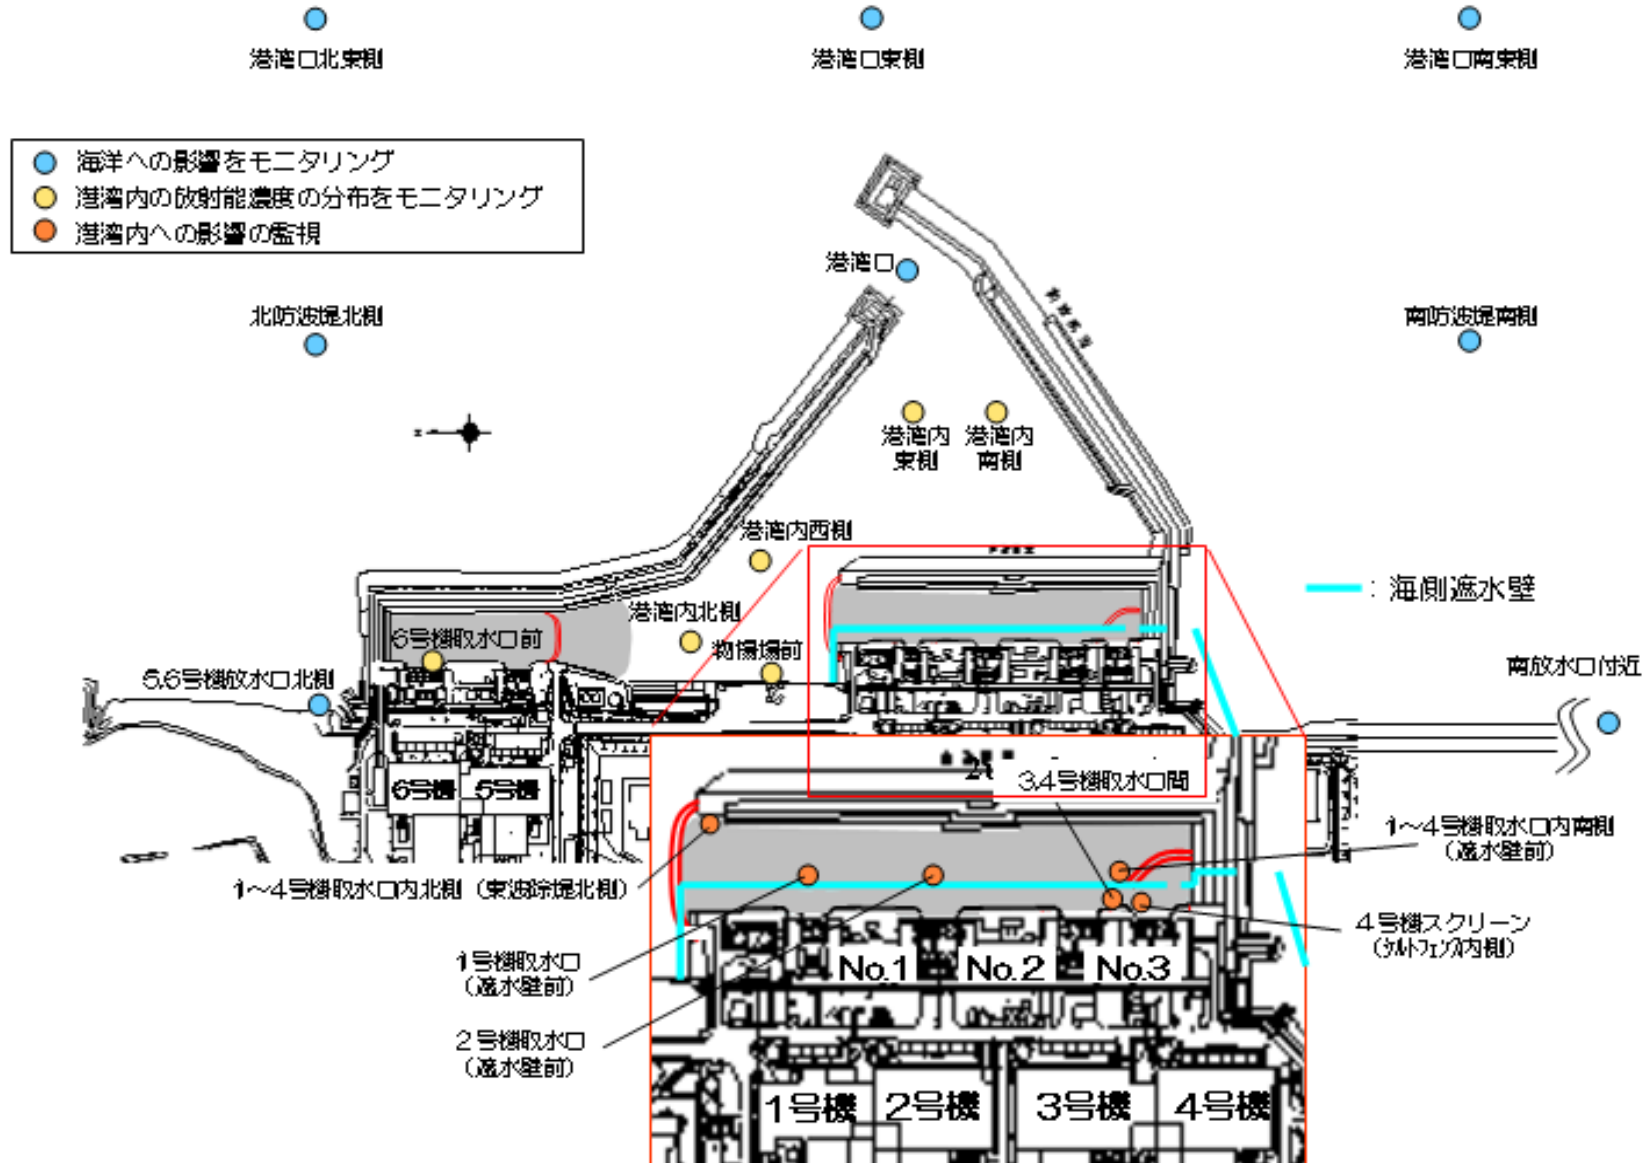 港湾口北東側
港湾口東側
港湾口南東側
海洋への影響をモニタリング
港湾内の放射能濃度の分布をモニタリング
港湾内への影響の監視
港湾口
北防波堤北側
南防波堤南側
港湾内
東側
港湾内
南側
港湾内西側
：海側遮水壁
港湾内北側
6号機取水口前
物揚場前
5,6号機放水口北側
南放水口付近
6号機
5号機
3,4号機取水口間
1～4号機取水口内南側
（遮水壁前）
1～4号機取水口内北側（東波除堤北側）
4号機スクリーン
（シルトフェンス内側）
1号機取水口
（遮水壁前）
No.1
No.2
No.3
2号機取水口
（遮水壁前）
1号機
2号機
3号機
4号機